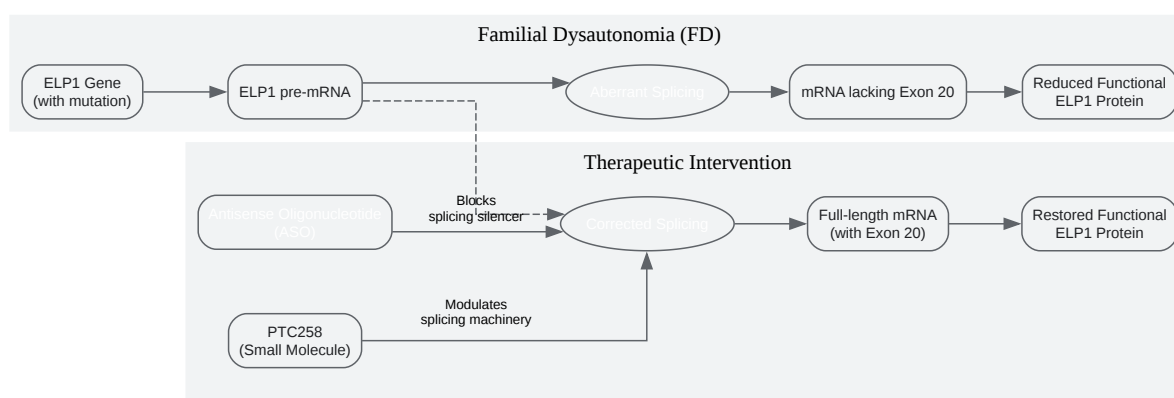 Familial Dysautonomia (FD)
ELP1 Gene
(with mutation)
ELP1 pre-mRNA
Aberrant Splicing
mRNA lacking Exon 20
Reduced Functional
ELP1 Protein
Therapeutic Intervention
Antisense Oligonucleotide
(ASO)
Blocks
splicing silencer
Corrected Splicing
Full-length mRNA
(with Exon 20)
Restored Functional
ELP1 Protein
PTC258
(Small Molecule)
Modulates
splicing machinery